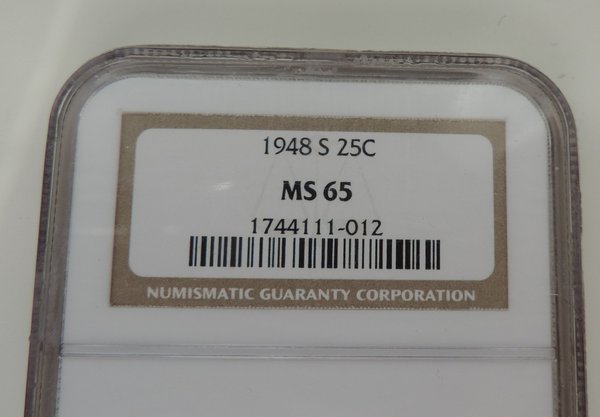 1948 S 25C
MS 65
1744111-012
NUMISMATIC GUARANTY CORPORATION